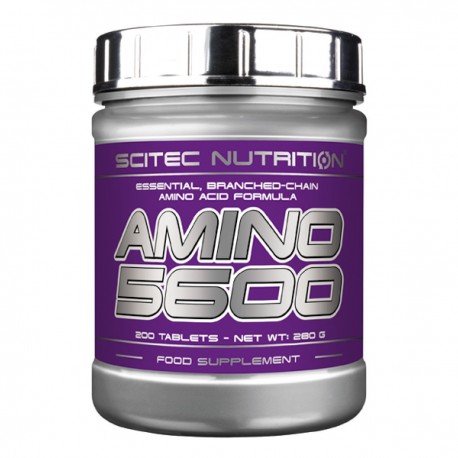 SCITEC NUTRITION
ESSENTIAL, BRANCHED-CHAIN
AMINO ACID FORMULA
AMINO
5600
200 TABLETS - NET WT: 280 G
FOOD SUPPLEMENT